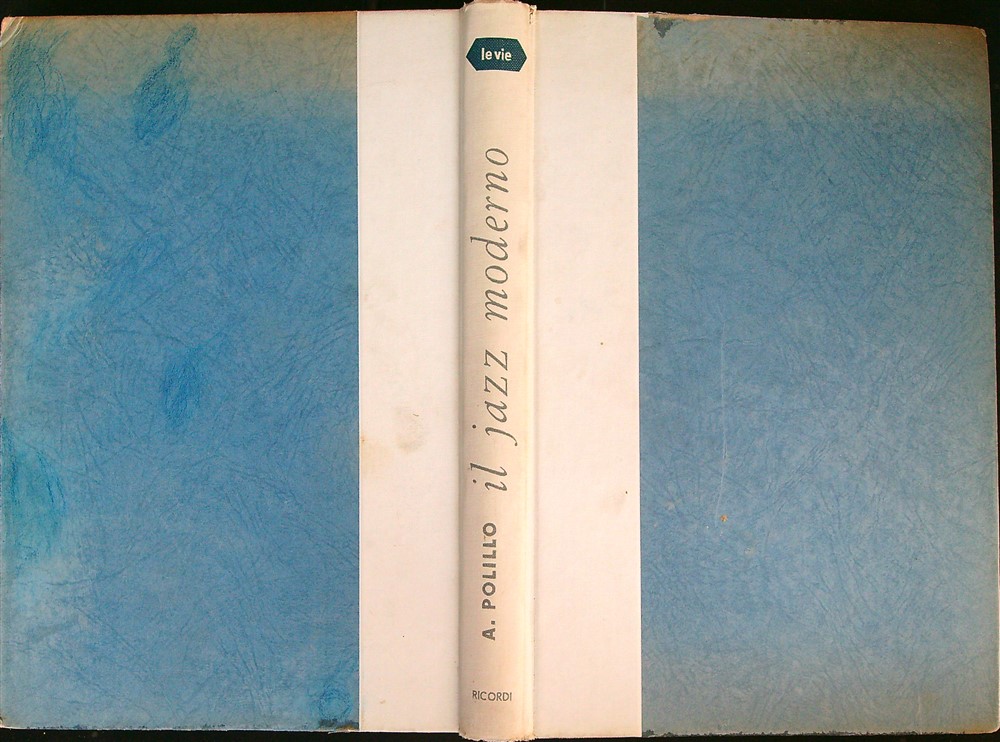 le vie
A. POLILLO il jazz moderno
RICORDI